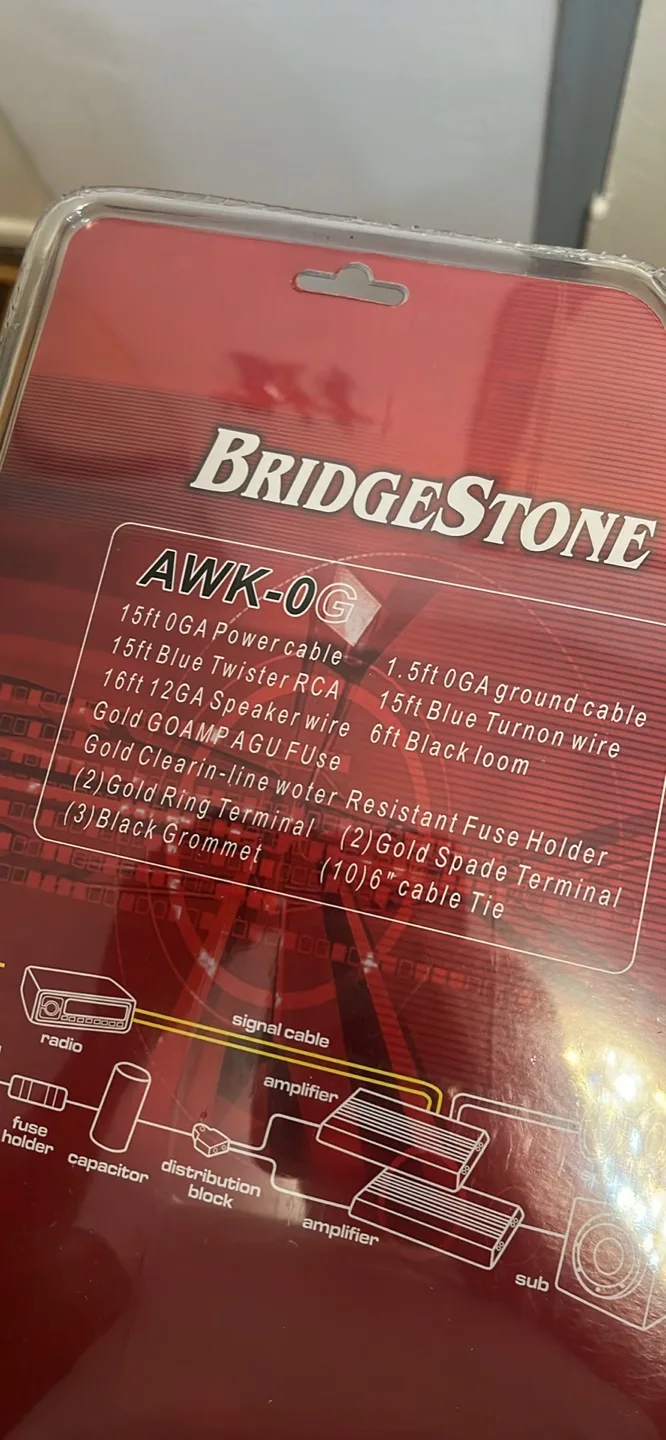 BRIDGESTONE
AWK-0G
15ft 0GA Power cable 1.5ft 0GA ground cable
15ft Blue Twister RCA 15ft Blue Turnon wire
16ft 12GA Speaker wire 6ft Black loom
Gold GOAMP AGU FUse
Gold Clearin-line woter Resistant Fuse Holder
(2)Gold Ring Terminal (2)Gold Spade Terminal
(3)Black Grommet (10)6" cable Tie
radio
signal cable
amplifier
fuse
holder
capacitor
distribution
block
amplifier
sub